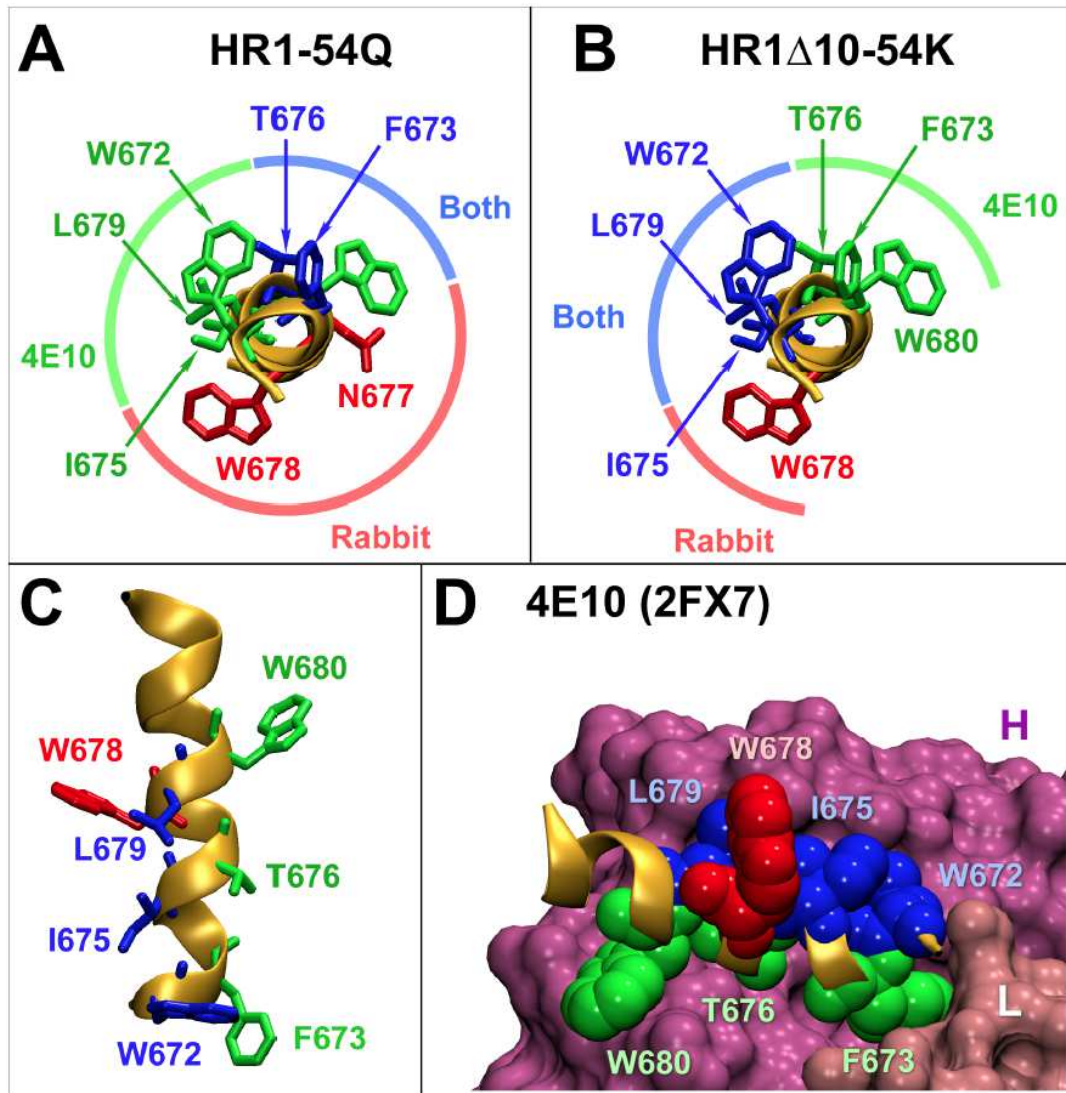 A
HR1-54Q
T676
F673
W672
Both
L679
4E10
N677
I675
W678
Rabbit
B
HR1Δ10-54K
T676
F673
W672
4E10
L679
Both
W680
I675
W678
Rabbit
C
W680
W678
L679
T676
I675
W672
F673
D
4E10 (2FX7)
H
W678
L679
I675
W672
T676
L
W680
F673